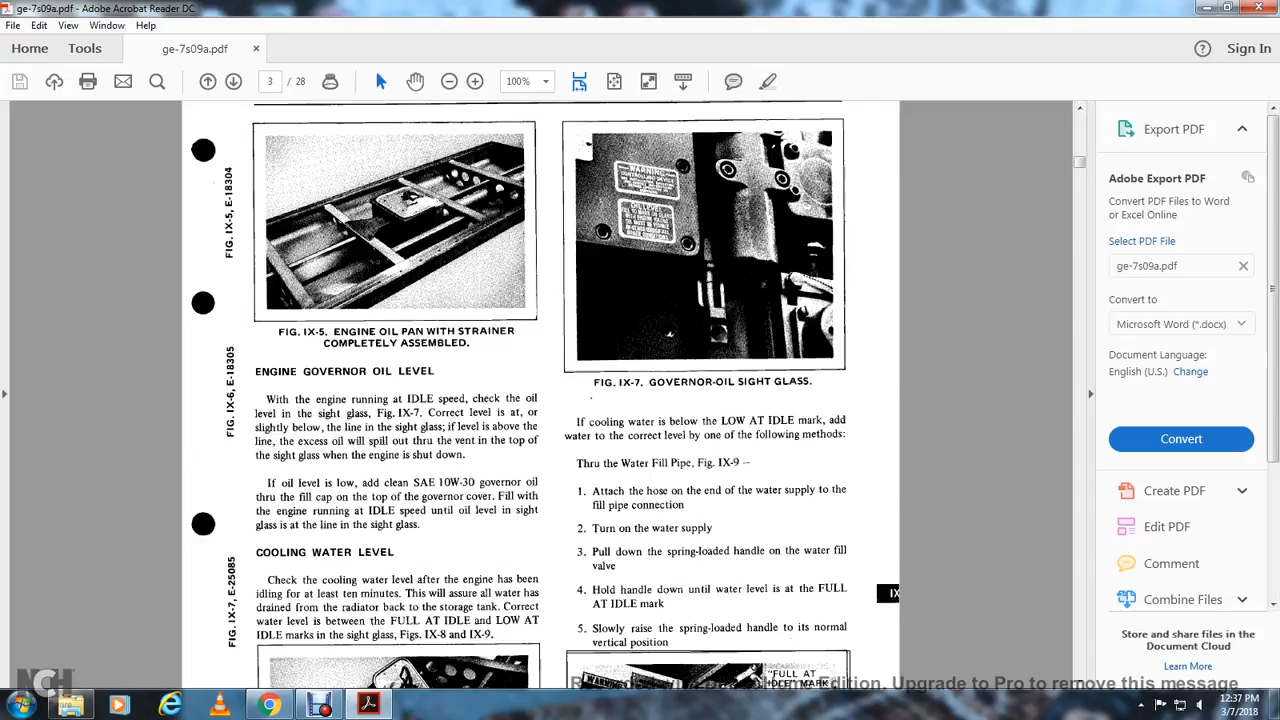 ge-7s09a.pdf - Adobe Acrobat Reader DC
File Edit View Window Help
Home Tools ge-7s09a.pdf × Sign In
3 / 28 100%
FIG. IX-5, E-18304
FIG. IX-6, E-18305
FIG. IX-7, E-25085
FIG. IX-5. ENGINE OIL PAN WITH STRAINER
COMPLETELY ASSEMBLED.
ENGINE GOVERNOR OIL LEVEL
With the engine running at IDLE speed, check the oil
level in the sight glass, Fig. IX-7. Correct level is at, or
slightly below, the line in the sight glass; if level is above the
line, the excess oil will spill out thru the vent in the top of
the sight glass when the engine is shut down.
If oil level is low, add clean SAE 10W-30 governor oil
thru the fill cap on the top of the governor cover. Fill with
the engine running at IDLE speed until oil level in sight
glass is at the line in the sight glass.
COOLING WATER LEVEL
Check the cooling water level after the engine has been
idling for at least ten minutes. This will assure all water has
drained from the radiator back to the storage tank. Correct
water level is between the FULL AT IDLE and LOW AT
IDLE marks in the sight glass, Figs. IX-8 and IX-9.
WARNING
FIG. IX-7. GOVERNOR-OIL SIGHT GLASS.
If cooling water is below the LOW AT IDLE mark, add
water to the correct level by one of the following methods:
Thru the Water Fill Pipe, Fig. IX-9 —
1. Attach the hose on the end of the water supply to the
fill pipe connection
2. Turn on the water supply
3. Pull down the spring-loaded handle on the water fill
valve
4. Hold handle down until water level is at the FULL
AT IDLE mark
5. Slowly raise the spring-loaded handle to its normal
vertical position
"FULL AT
IDLE" MARK
IX
Export PDF
Adobe Export PDF
Convert PDF Files to Word
or Excel Online
Select PDF File
ge-7s09a.pdf
Convert to
Microsoft Word (*.docx)
Document Language:
English (U.S.) Change
Convert
Create PDF
Edit PDF
Comment
Combine Files
Store and share files in the
Document Cloud
Learn More
NCH
Edition. Upgrade to Pro to remove this message
12:37 PM
3/7/2018